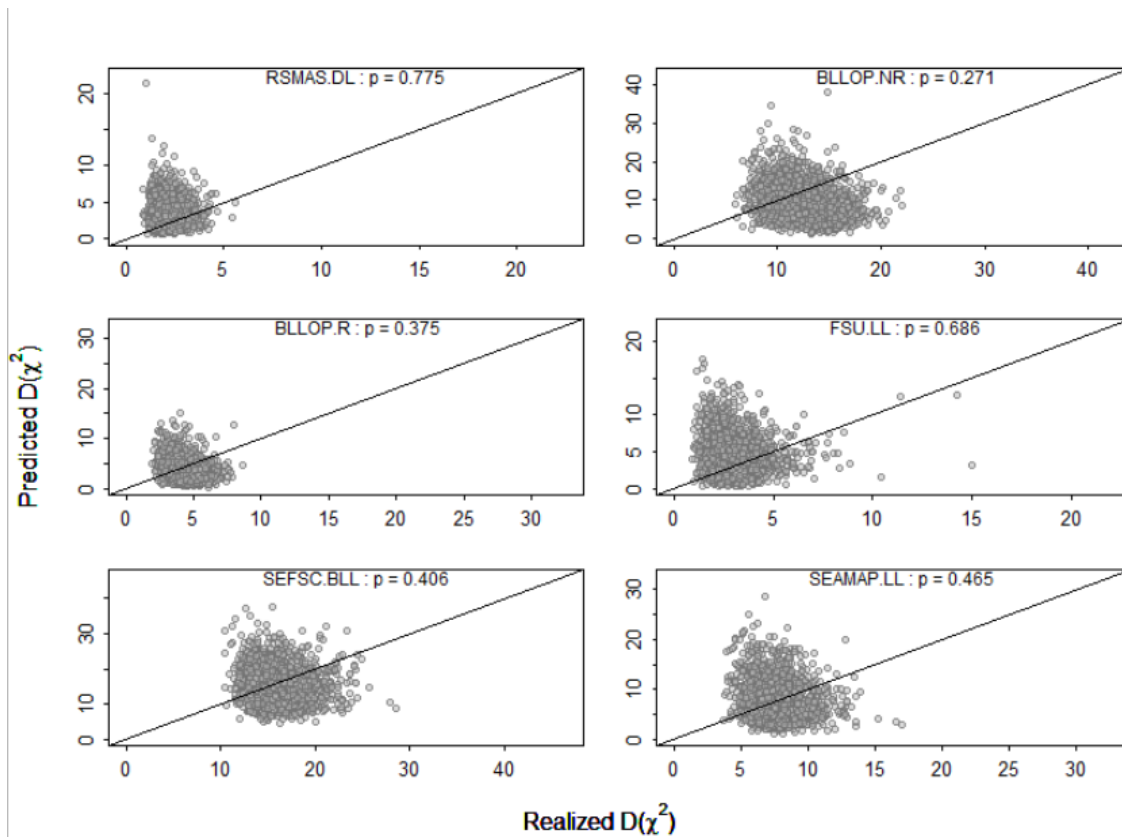 RSMAS.DL : p = 0.775
20
10
5
0
0 5 10 15 20
BLLOP.NR : p = 0.271
40
30
20
10
0
0 10 20 30 40
BLLOP.R : p = 0.375
30
20
10
0
0 5 10 15 20 25 30
FSU.LL : p = 0.686
20
10
5
0
0 5 10 15 20
SEFSC.BLL : p = 0.406
30
10
0
0 10 20 30 40
SEAMAP.LL : p = 0.465
30
20
10
5
0
0 5 10 15 20 25 30
Predicted D(χ²)
Realized D(χ²)